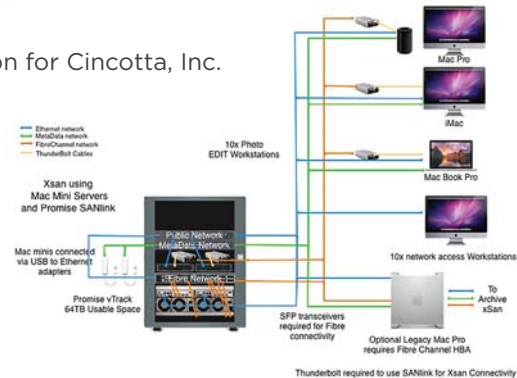 on for Cincotta, Inc.
Ethernet network
MetaData network
FibreChannel network
ThunderBolt Cables
10x Photo
EDIT Workstations
Mac Pro
iMac
Mac Book Pro
Xsan using
Mac Mini Servers
and Promise SANlink
Public Network
MetaData Network
Fibre Network
Mac minis connected
via USB to Ethernet
adapters
Promise vTrack
64TB Usable Space
10x network access Workstations
SFP transceivers
required for Fibre
connectivity
To
Archive
xSan
Optional Legacy Mac Pro
requires Fibre Channel HBA
Thunderbolt required to use SANlink for Xsan Connectivity